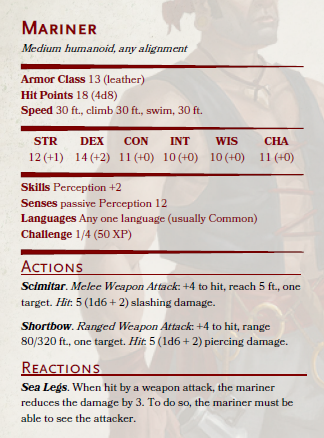 Mariner
Medium humanoid, any alignment
Armor Class 13 (leather)
Hit Points 18 (4d8)
Speed 30 ft., climb 30 ft., swim, 30 ft.
STR DEX CON INT WIS CHA
12 (+1) 14 (+2) 11 (+0) 10 (+0) 10 (+0) 11 (+0)
Skills Perception +2
Senses passive Perception 12
Languages Any one language (usually Common)
Challenge 1/4 (50 XP)
Actions
Scimitar. Melee Weapon Attack: +4 to hit, reach 5 ft., one
target. Hit: 5 (1d6 + 2) slashing damage.
Shortbow. Ranged Weapon Attack: +4 to hit, range
80/320 ft., one target. Hit: 5 (1d6 + 2) piercing damage.
Reactions
Sea Legs. When hit by a weapon attack, the mariner
reduces the damage by 3. To do so, the mariner must be
able to see the attacker.